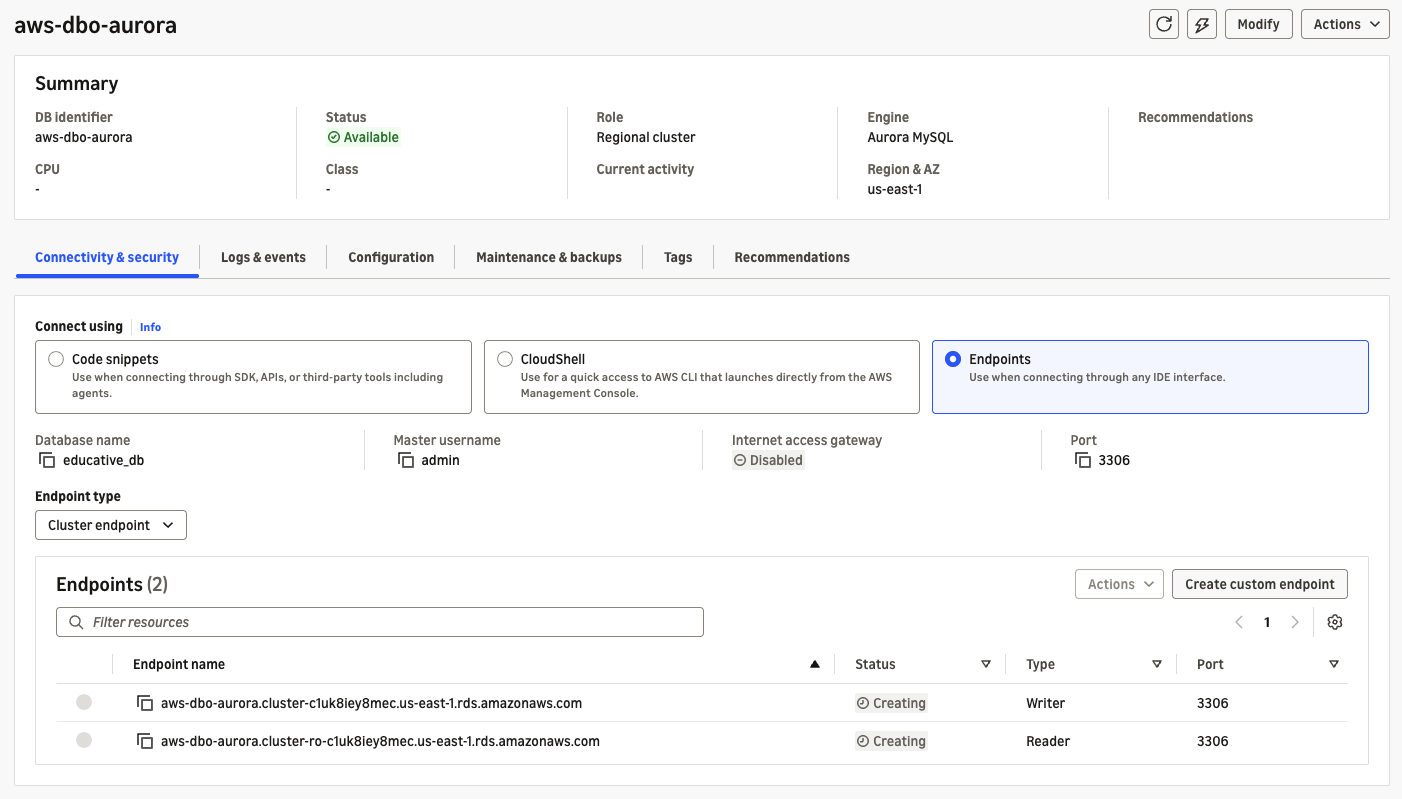 aws-dbo-aurora
Modify
Actions
Summary
DB identifier
aws-dbo-aurora
Status
Available
Role
Regional cluster
Engine
Aurora MySQL
Recommendations
CPU
-
Class
-
Current activity
Region & AZ
us-east-1
Connectivity & security
Logs & events
Configuration
Maintenance & backups
Tags
Recommendations
Connect using
Info
Code snippets
Use when connecting through SDK, APIs, or third-party tools including
agents.
CloudShell
Use for a quick access to AWS CLI that launches directly from the AWS
Management Console.
Endpoints
Use when connecting through any IDE interface.
Database name
educative_db
Master username
admin
Internet access gateway
Disabled
Port
3306
Endpoint type
Cluster endpoint
Endpoints (2)
Actions
Create custom endpoint
Filter resources
1
Endpoint name
Status
Type
Port
aws-dbo-aurora.cluster-c1uk8iey8mec.us-east-1.rds.amazonaws.com
Creating
Writer
3306
aws-dbo-aurora.cluster-ro-c1uk8iey8mec.us-east-1.rds.amazonaws.com
Creating
Reader
3306